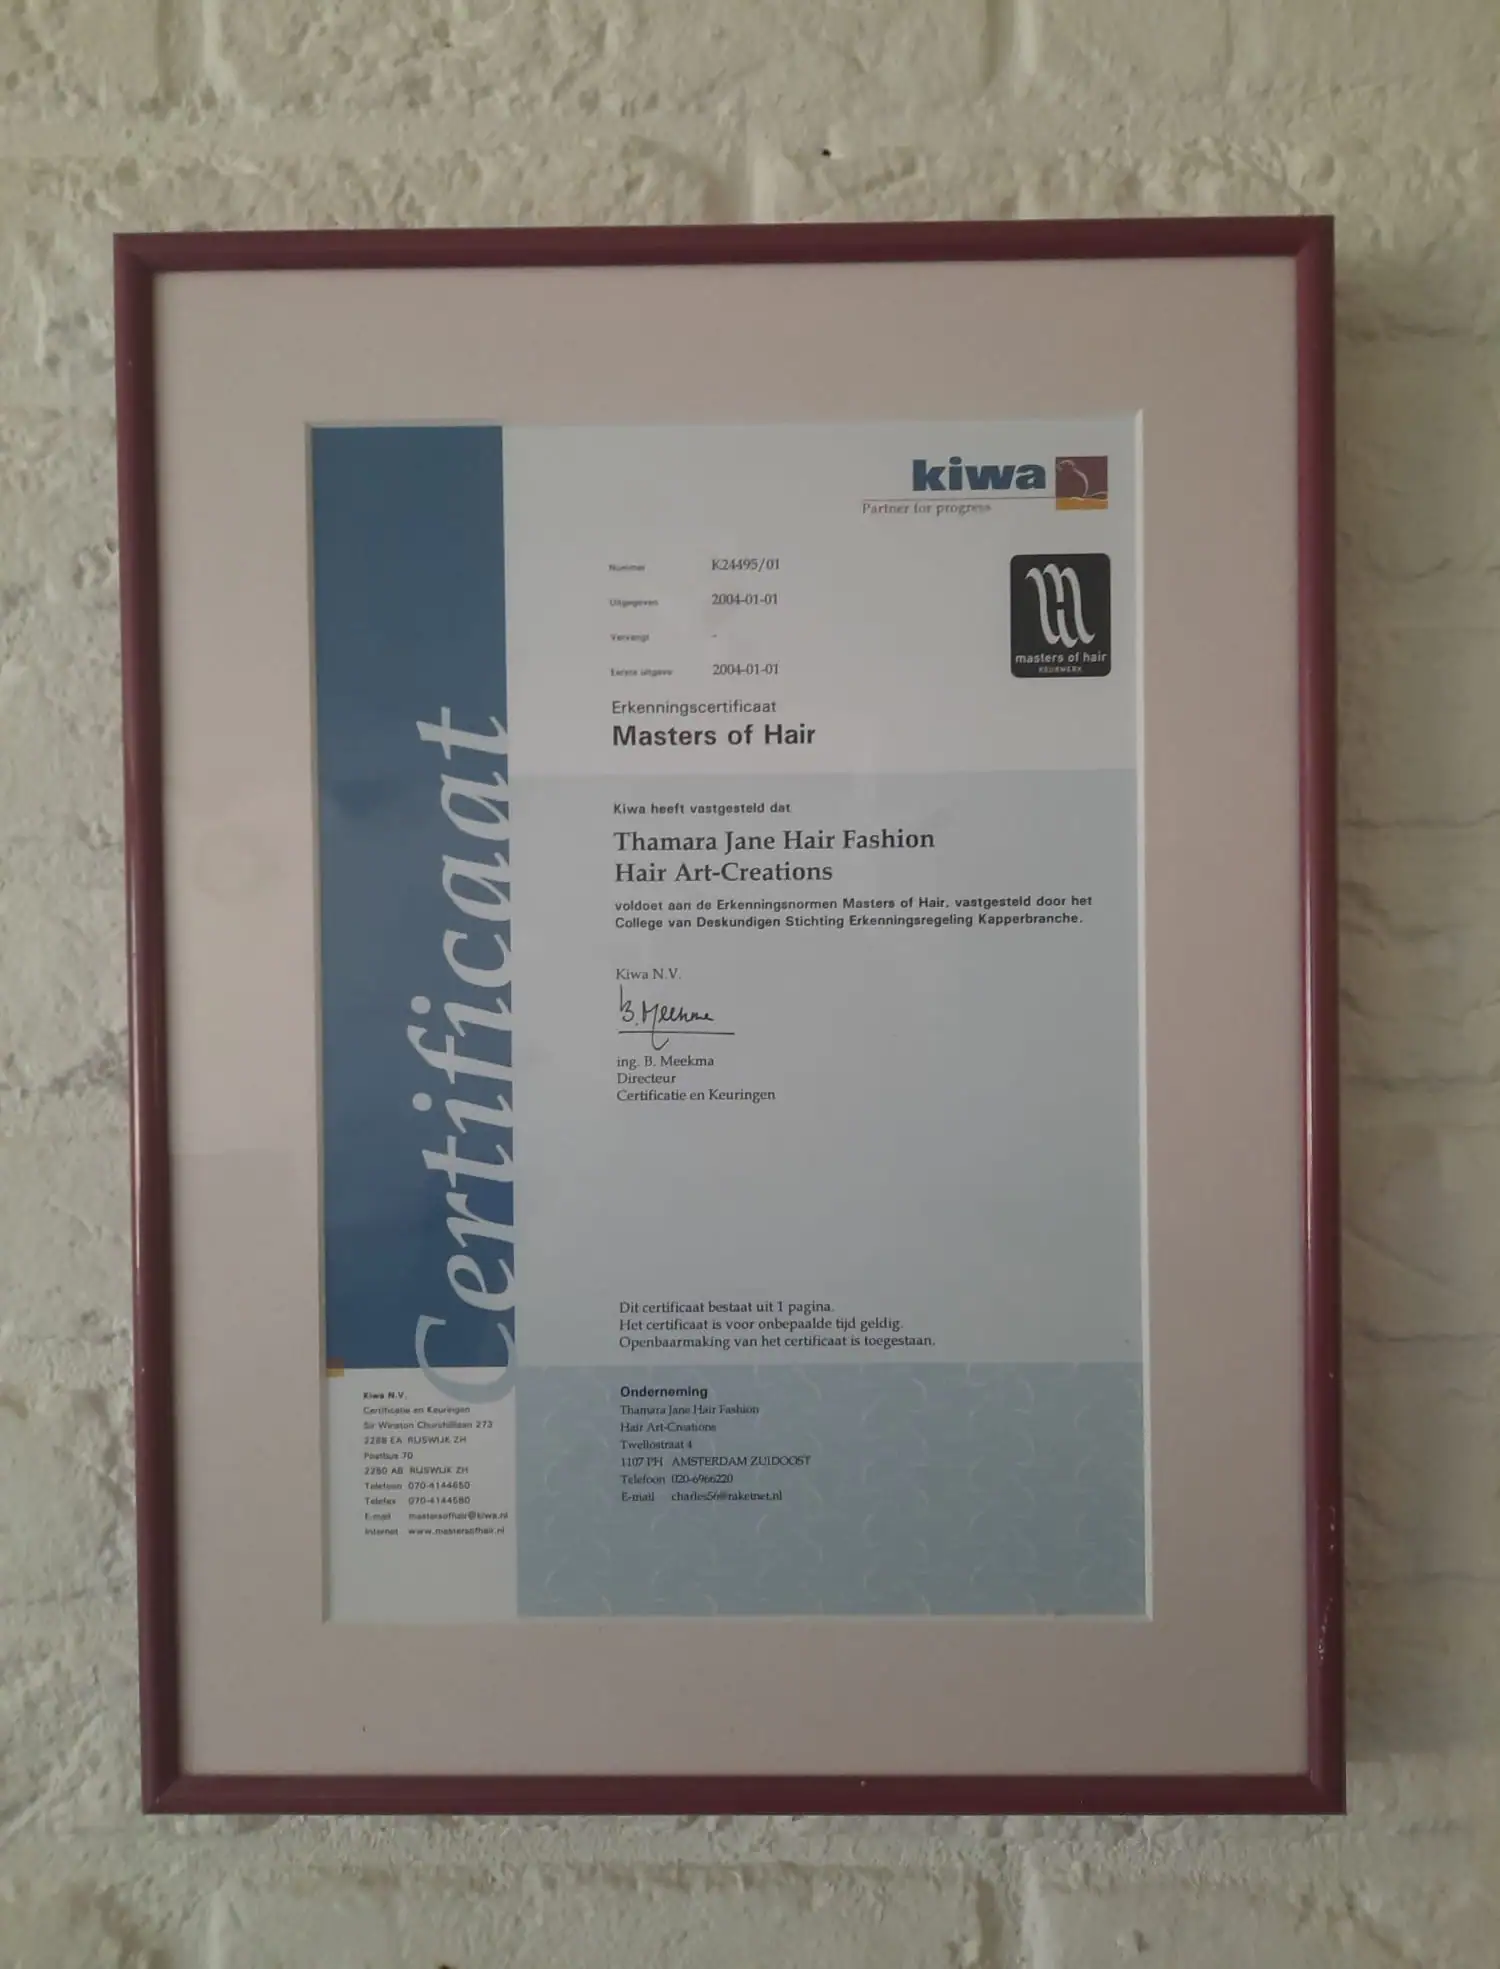 kiwa
Partner for progress
Nummer K24495/01
Uitgegeven 2004-01-01
Vervangt -
Eerste uitgave 2004-01-01
masters of hair
KEURMERK
Erkenningscertificaat
Masters of Hair
Kiwa heeft vastgesteld dat
Thamara Jane Hair Fashion
Hair Art-Creations
voldoet aan de Erkenningsnormen Masters of Hair, vastgesteld door het
College van Deskundigen Stichting Erkenningsregeling Kapperbranche.
Kiwa N.V.
B. Meekma
ing. B. Meekma
Directeur
Certificatie en Keuringen
Certificaat
Dit certificaat bestaat uit 1 pagina.
Het certificaat is voor onbepaalde tijd geldig.
Openbaarmaking van het certificaat is toegestaan.
Kiwa N.V.
Certificatie en Keuringen
Sir Winston Churchilllaan 273
2288 EA RIJSWIJK ZH
Postbus 70
2280 AB RIJSWIJK ZH
Telefoon 070-4144650
Telefax 070-4144580
E-mail mastersofhair@kiwa.nl
Internet www.mastersofhair.nl
Onderneming
Thamara Jane Hair Fashion
Hair Art-Creations
Twellostraat 4
1107 PH AMSTERDAM ZUIDOOST
Telefoon 020-6966220
E-mail charles56@raketnet.nl